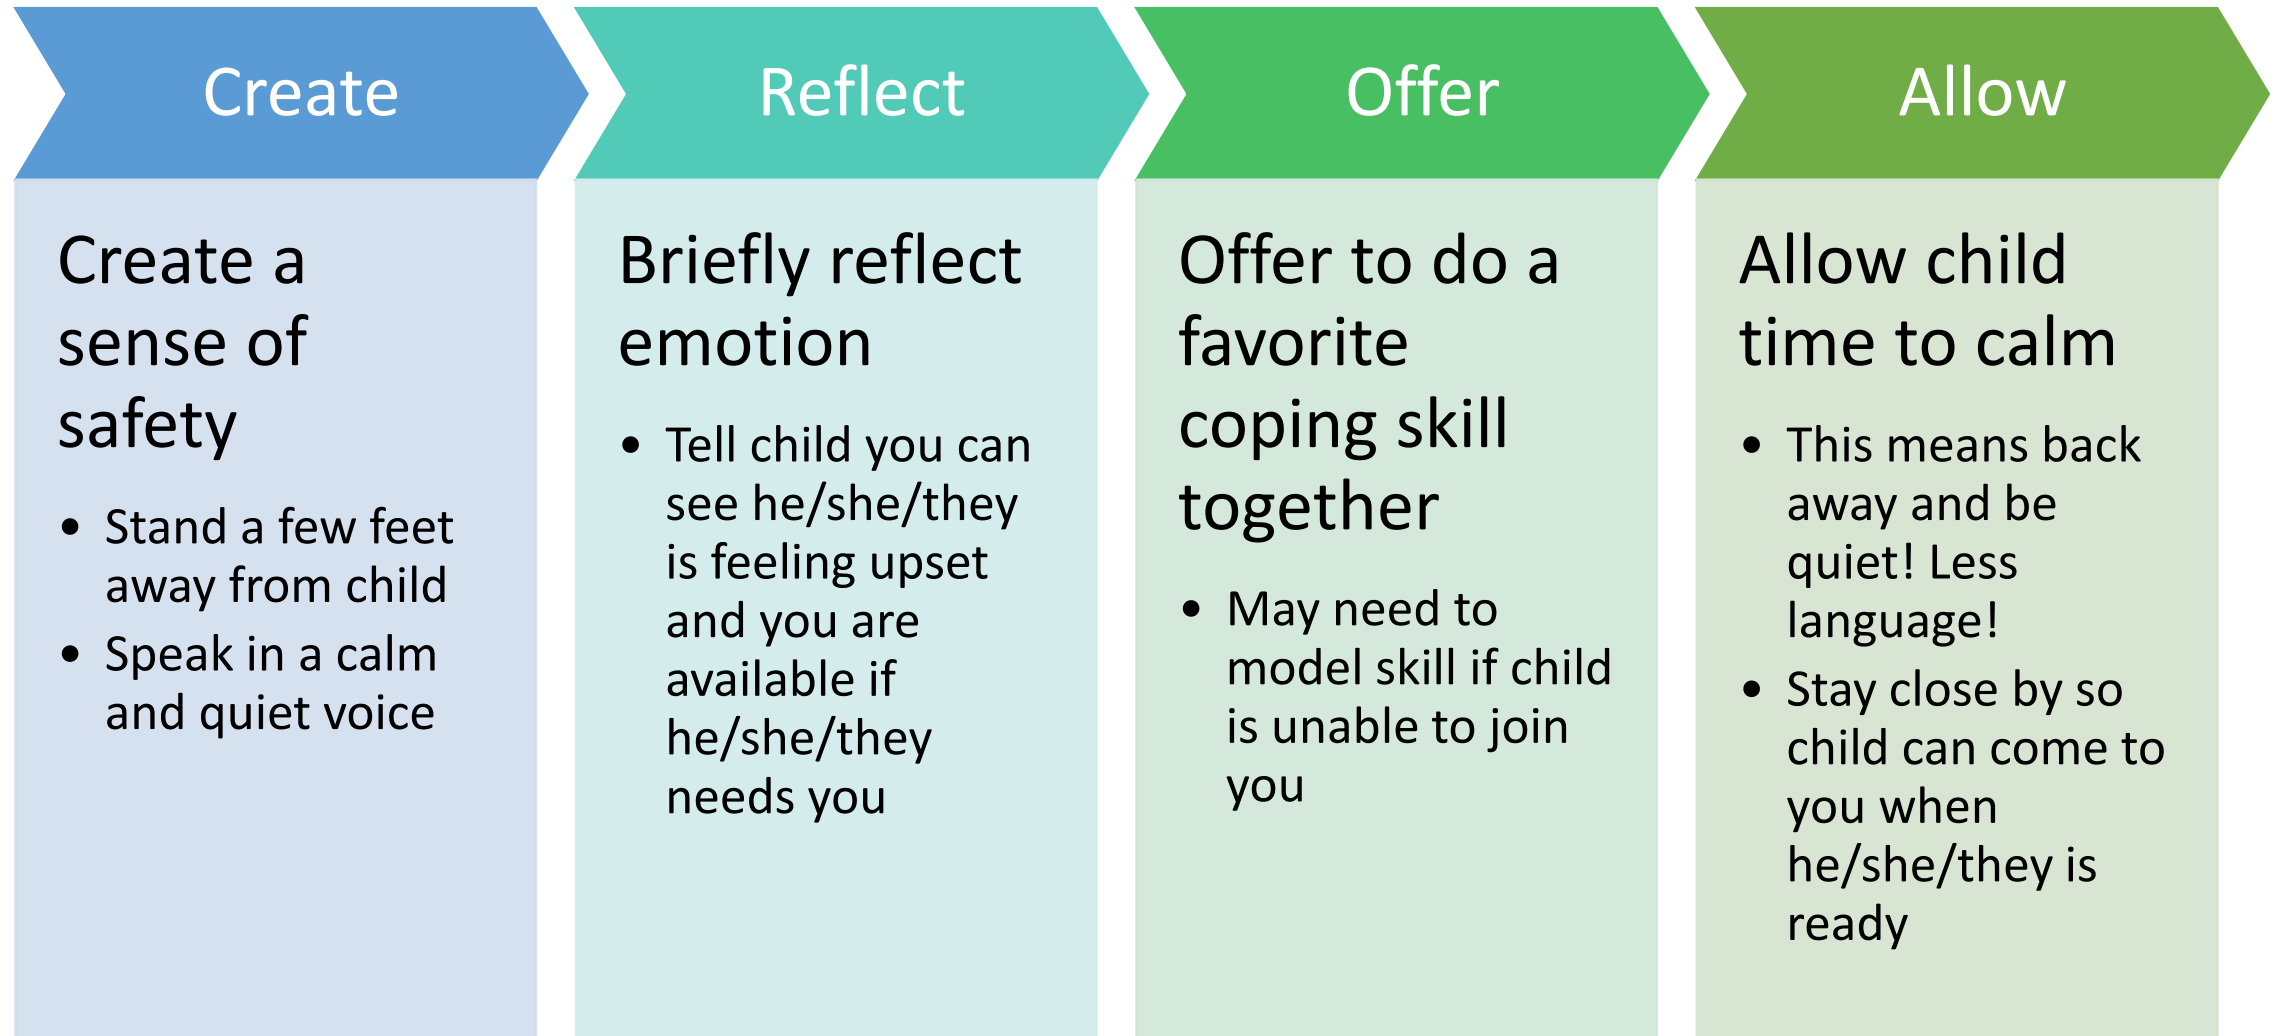 Create
Create a
sense of
safety
• Stand a few feet
away from child
• Speak in a calm
and quiet voice
Reflect
Briefly reflect
emotion
• Tell child you can
see he/she/they
is feeling upset
and you are
available if
he/she/they
needs you
Offer
Offer to do a
favorite
coping skill
together
• May need to
model skill if child
is unable to join
you
Allow
Allow child
time to calm
• This means back
away and be
quiet! Less
language!
• Stay close by so
child can come to
you when
he/she/they is
ready